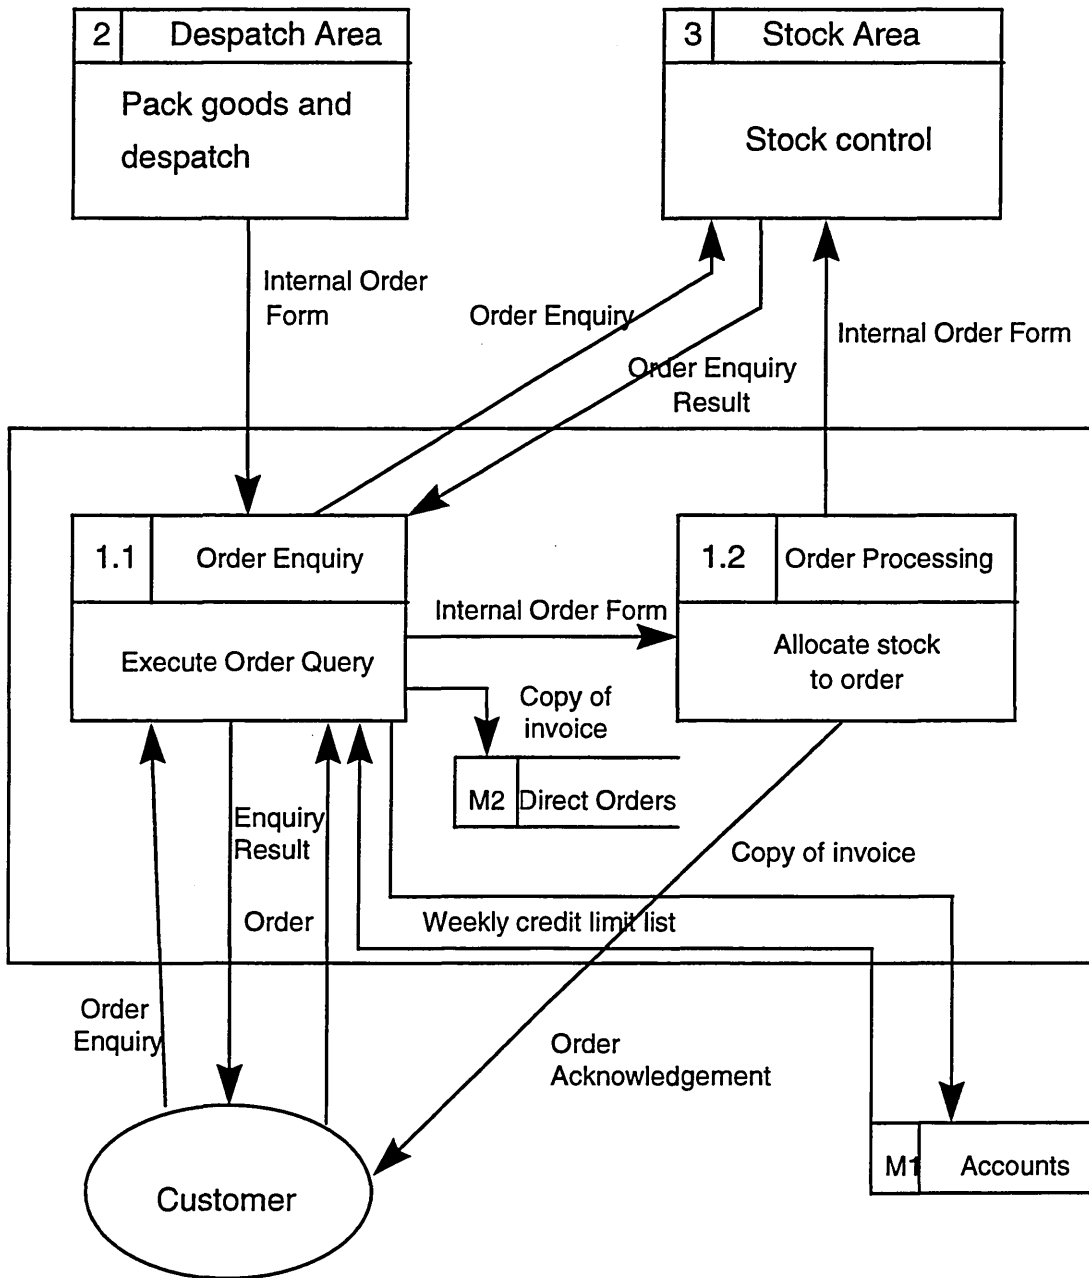 2 Despatch Area
Pack goods and
despatch
3 Stock Area
Stock control
Internal Order
Form
Order Enquiry
Order Enquiry
Result
Internal Order Form
1.1 Order Enquiry
Execute Order Query
Internal Order Form
1.2 Order Processing
Allocate stock
to order
Copy of
invoice
M2 Direct Orders
Enquiry
Result
Order
Copy of invoice
Weekly credit limit list
Order
Enquiry
Order
Acknowledgement
Customer
M1 Accounts